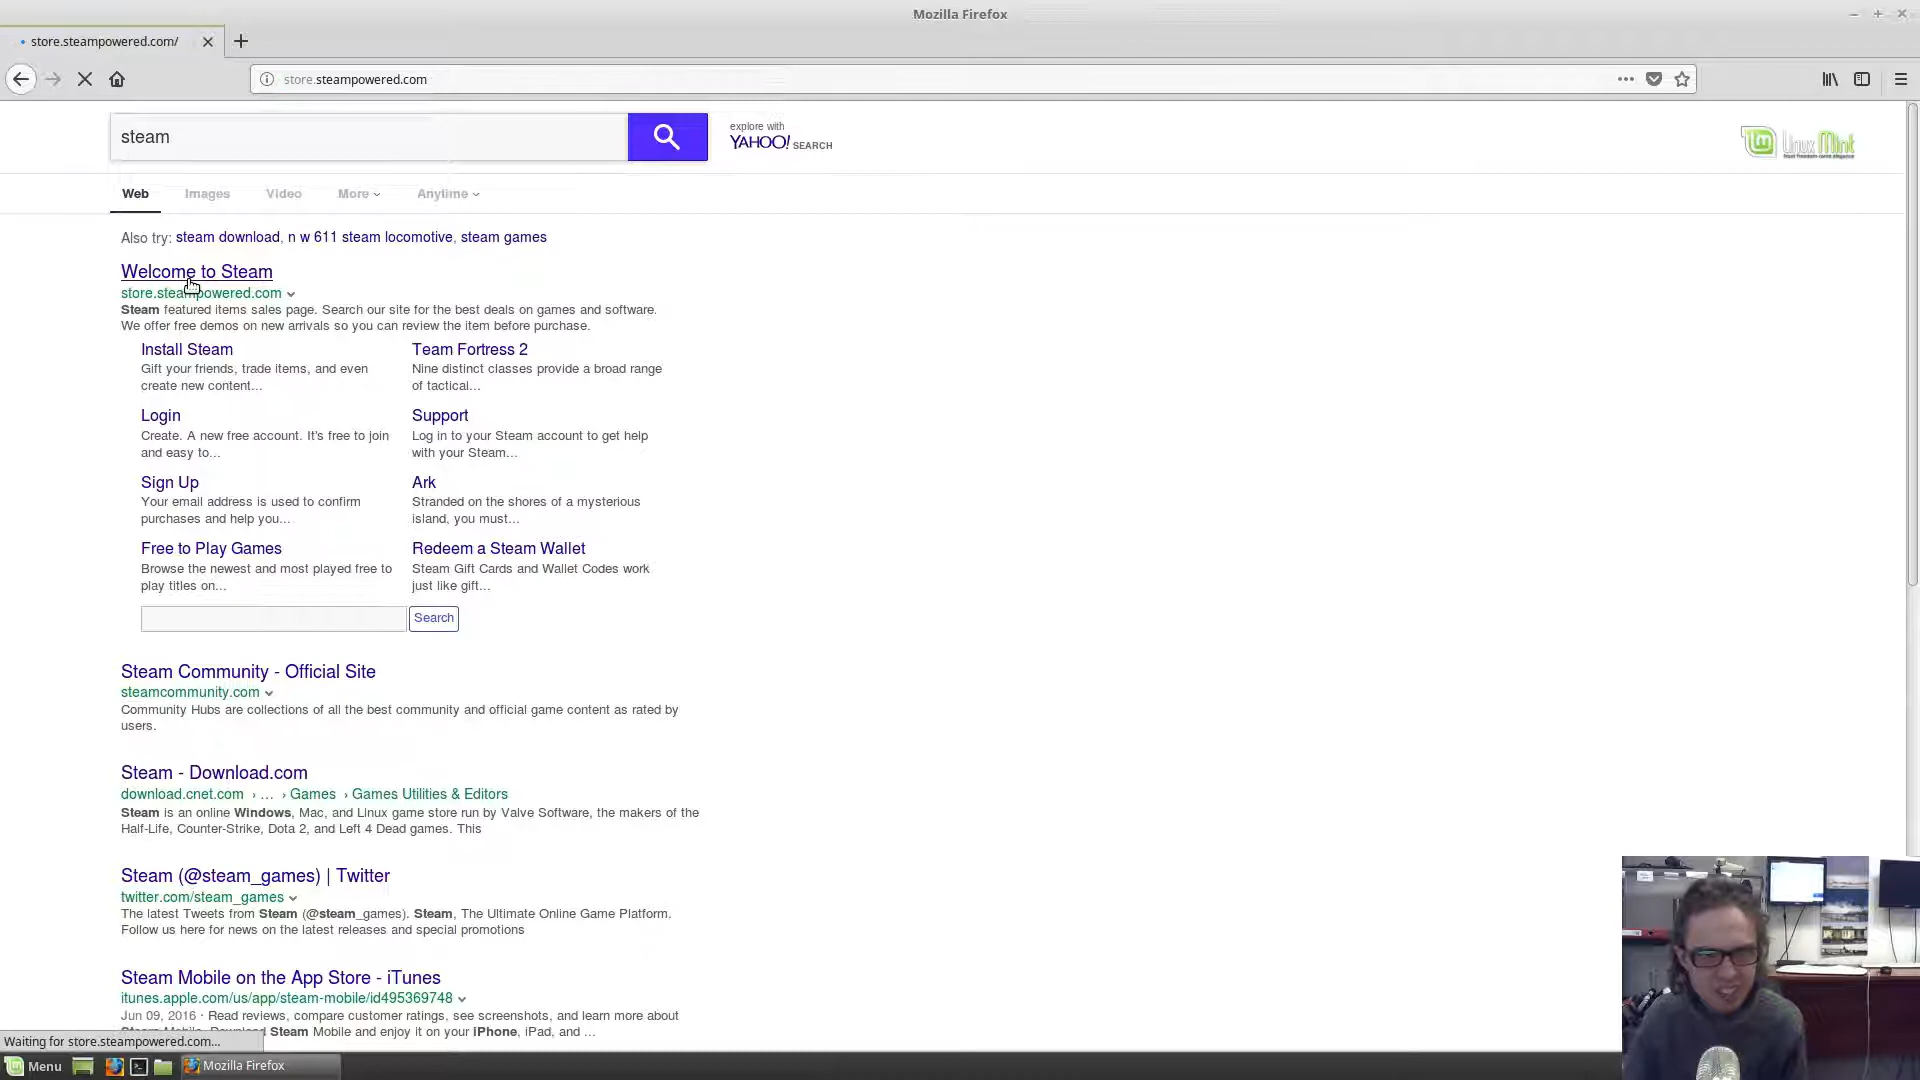 Mozilla Firefox
store.steampowered.com/
store.steampowered.com
steam
explore with
YAHOO! SEARCH
Linux Mint
Web Images Video More Anytime
Also try: steam download, n w 611 steam locomotive, steam games
Welcome to Steam
store.steampowered.com
Steam featured items sales page. Search our site for the best deals on games and software.
We offer free demos on new arrivals so you can review the item before purchase.
Install Steam
Gift your friends, trade items, and even
create new content...
Team Fortress 2
Nine distinct classes provide a broad range
of tactical...
Login
Create. A new free account. It's free to join
and easy to...
Support
Log in to your Steam account to get help
with your Steam...
Sign Up
Your email address is used to confirm
purchases and help you...
Ark
Stranded on the shores of a mysterious
island, you must...
Free to Play Games
Browse the newest and most played free to
play titles on...
Redeem a Steam Wallet
Steam Gift Cards and Wallet Codes work
just like gift...
Search
Steam Community - Official Site
steamcommunity.com
Community Hubs are collections of all the best community and official game content as rated by
users.
Steam - Download.com
download.cnet.com › ... › Games › Games Utilities & Editors
Steam is an online Windows, Mac, and Linux game store run by Valve Software, the makers of the
Half-Life, Counter-Strike, Dota 2, and Left 4 Dead games. This
Steam (@steam_games) | Twitter
twitter.com/steam_games
The latest Tweets from Steam (@steam_games). Steam, The Ultimate Online Game Platform.
Follow us here for news on the latest releases and special promotions
Steam Mobile on the App Store - iTunes
itunes.apple.com/us/app/steam-mobile/id495369748
Jun 09, 2016 · Read reviews, compare customer ratings, see screenshots, and learn more about
Steam Mobile and enjoy it on your iPhone, iPad, and ...
Waiting for store.steampowered.com...
Menu
Mozilla Firefox